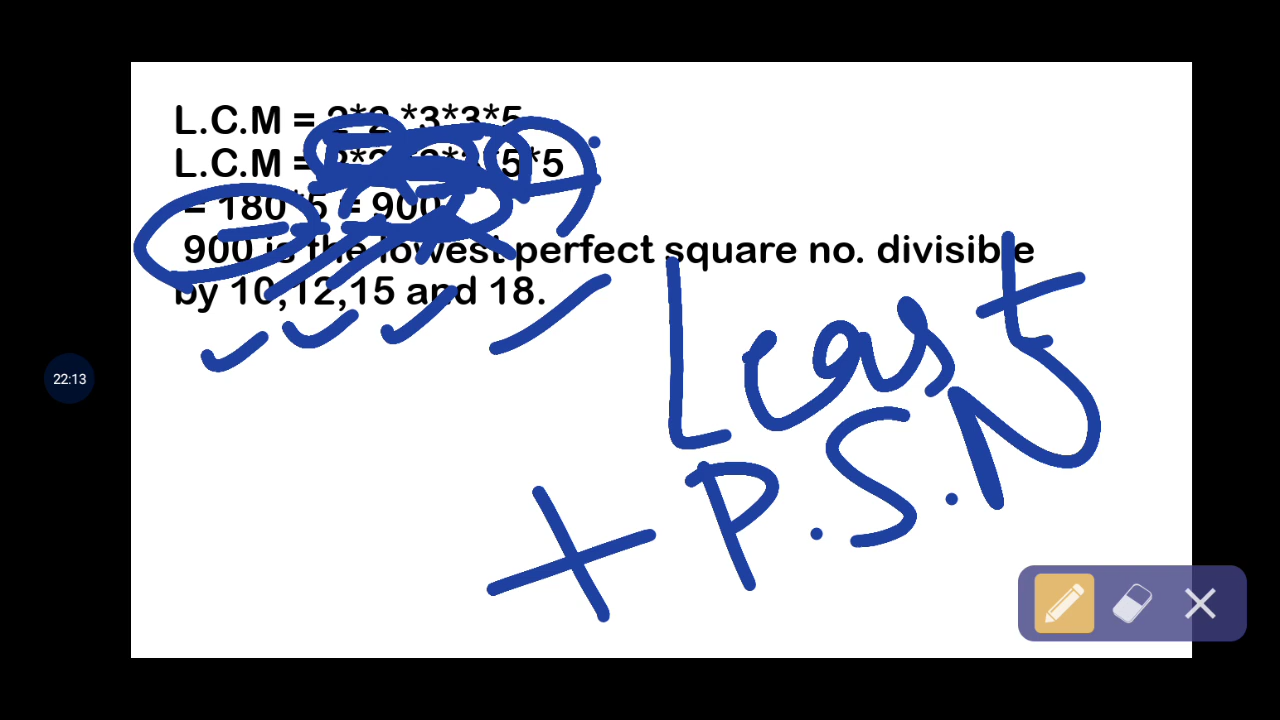 L.C.M = 2*2 *3*3*5
L.C.M = 2*2*3*3*5*5
= 180*5 = 900
900 is the lowest perfect square no. divisible
by 10,12,15 and 18.
Least
P.S.N
22:13